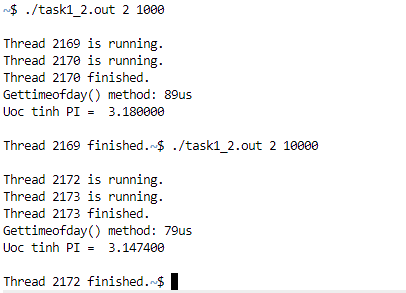 ~$ ./task1_2.out 2 1000
Thread 2169 is running.
Thread 2170 is running.
Thread 2170 finished.
Gettimeofday() method: 89us
Uoc tinh PI =  3.180000
Thread 2169 finished.~$ ./task1_2.out 2 10000
Thread 2172 is running.
Thread 2173 is running.
Thread 2173 finished.
Gettimeofday() method: 79us
Uoc tinh PI =  3.147400
Thread 2172 finished.~$